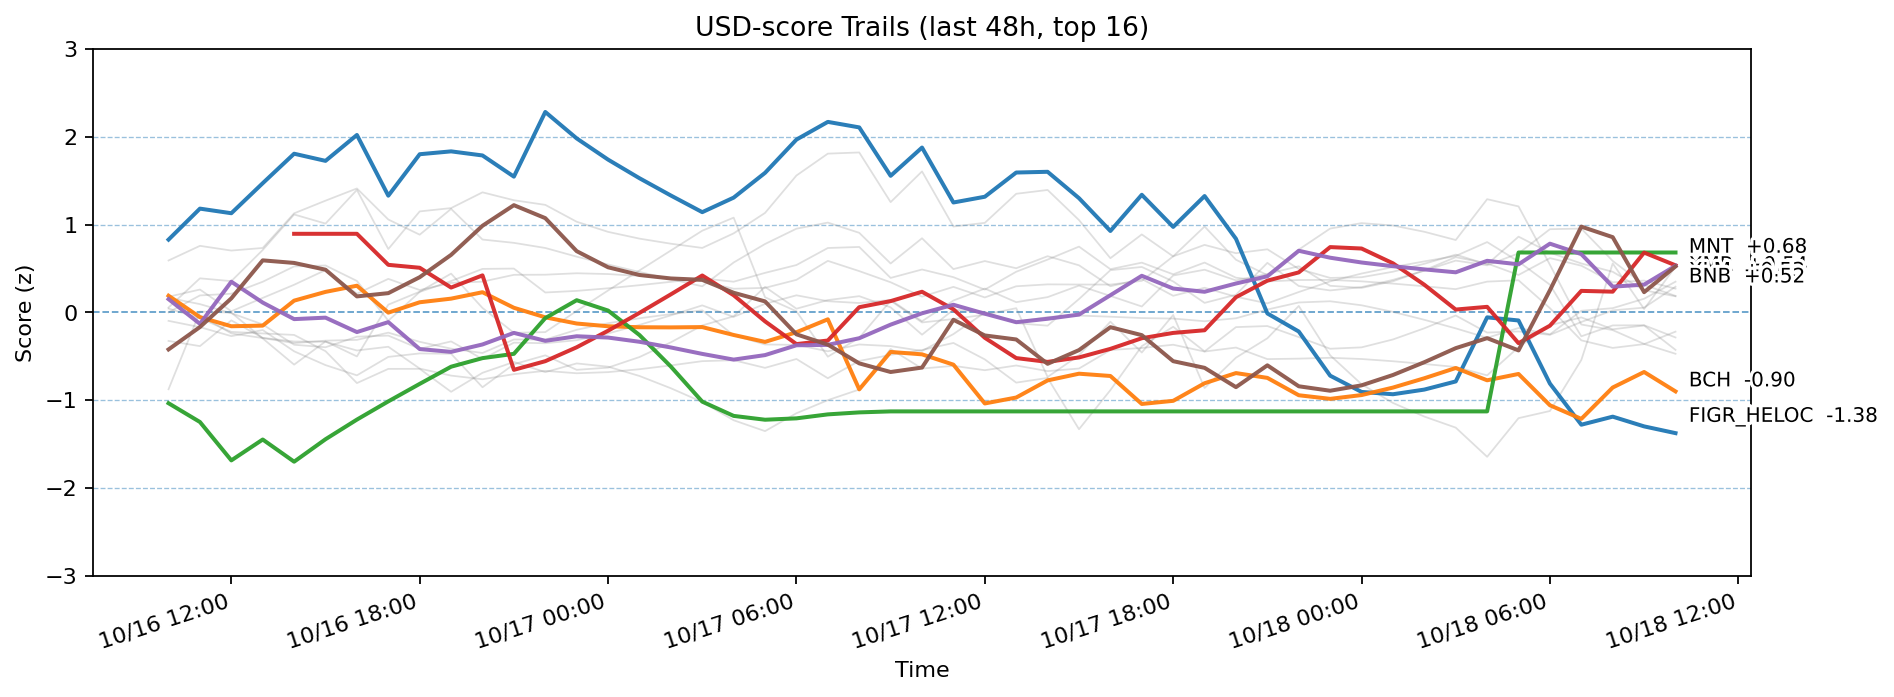 USD-score Trails (last 48h, top 16)
Score (z)
3
2
1
0
−1
−2
−3
MNT +0.68
BNB +0.52
BCH -0.90
FIGR_HELOC -1.38
10/16 12:00
10/16 18:00
10/17 00:00
10/17 06:00
10/17 12:00
10/17 18:00
10/18 00:00
10/18 06:00
10/18 12:00
Time